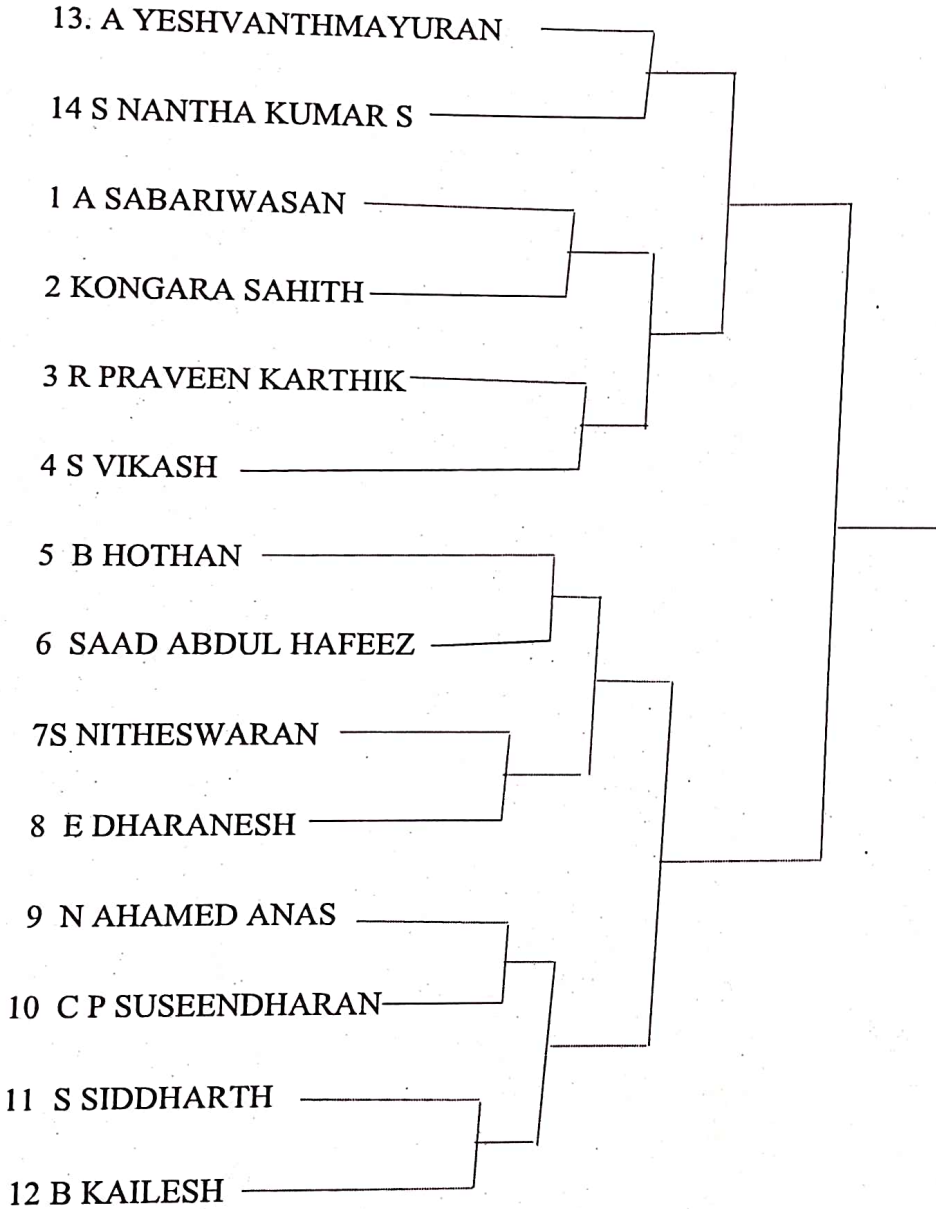 13. A YESHVANTHMAYURAN
14 S NANTHA KUMAR S
1 A SABARIWASAN
2 KONGARA SAHITH
3 R PRAVEEN KARTHIK
4 S VIKASH
5 B HOTHAN
6 SAAD ABDUL HAFEEZ
7S NITHESWARAN
8 E DHARANESH
9 N AHAMED ANAS
10 C P SUSEENDHARAN
11 S SIDDHARTH
12 B KAILESH